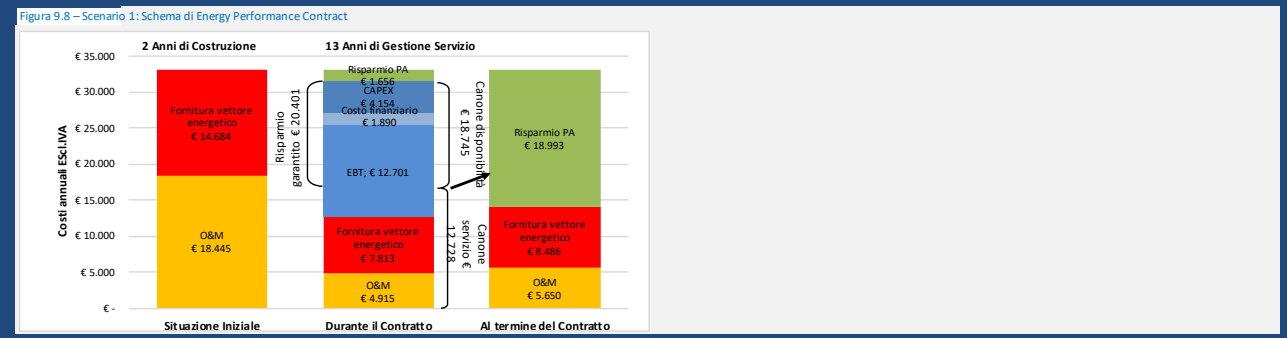 Figura 9.8 – Scenario 1: Schema di Energy Performance Contract
2 Anni di Costruzione
13 Anni di Gestione Servizio
Costi annuali EScl.IVA
€ 35.000
€ 30.000
€ 25.000
€ 20.000
€ 15.000
€ 10.000
€ 5.000
€ -
Fornitura vettore
energetico
€ 14.684
O&M
€ 18.445
Risparmio
garantito € 20.401
Risparmio PA
€ 1.656
CAPEX
€ 4.154
Costo finanziario
€ 1.890
EBT; € 12.701
Fornitura vettore
energetico
€ 7.813
O&M
€ 4.915
Canone disponibilità
€ 18.745
Canone
servizio €
12.728
Risparmio PA
€ 18.993
Fornitura vettore
energetico
€ 8.486
O&M
€ 5.650
Situazione Iniziale
Durante il Contratto
Al termine del Contratto